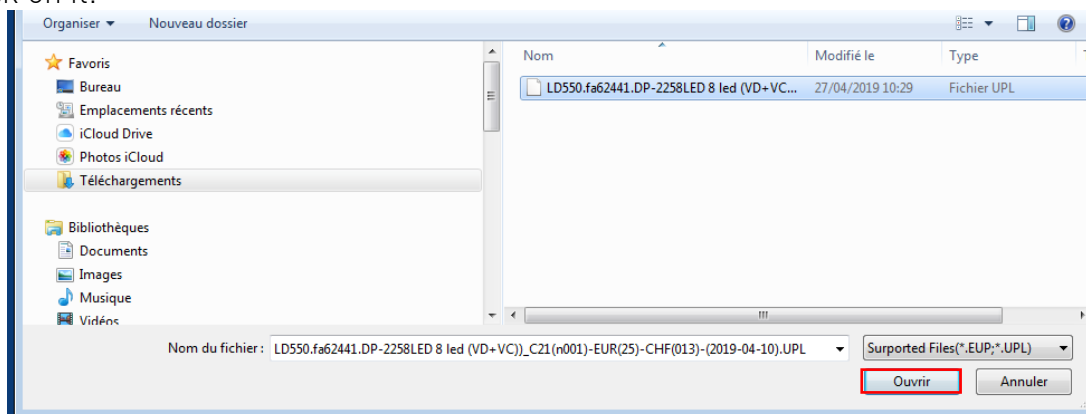 k on it.
Organiser Nouveau dossier
Favoris
Bureau
Emplacements récents
iCloud Drive
Photos iCloud
Téléchargements
Bibliothèques
Documents
Images
Musique
Vidéos
Nom Modifié le Type
LD550.fa62441.DP-2258LED 8 led (VD+VC... 27/04/2019 10:29 Fichier UPL
Nom du fichier : LD550.fa62441.DP-2258LED 8 led (VD+VC))_C21(n001)-EUR(25)-CHF(013)-(2019-04-10).UPL Surported Files(*.EUP;*.UPL)
Ouvrir Annuler